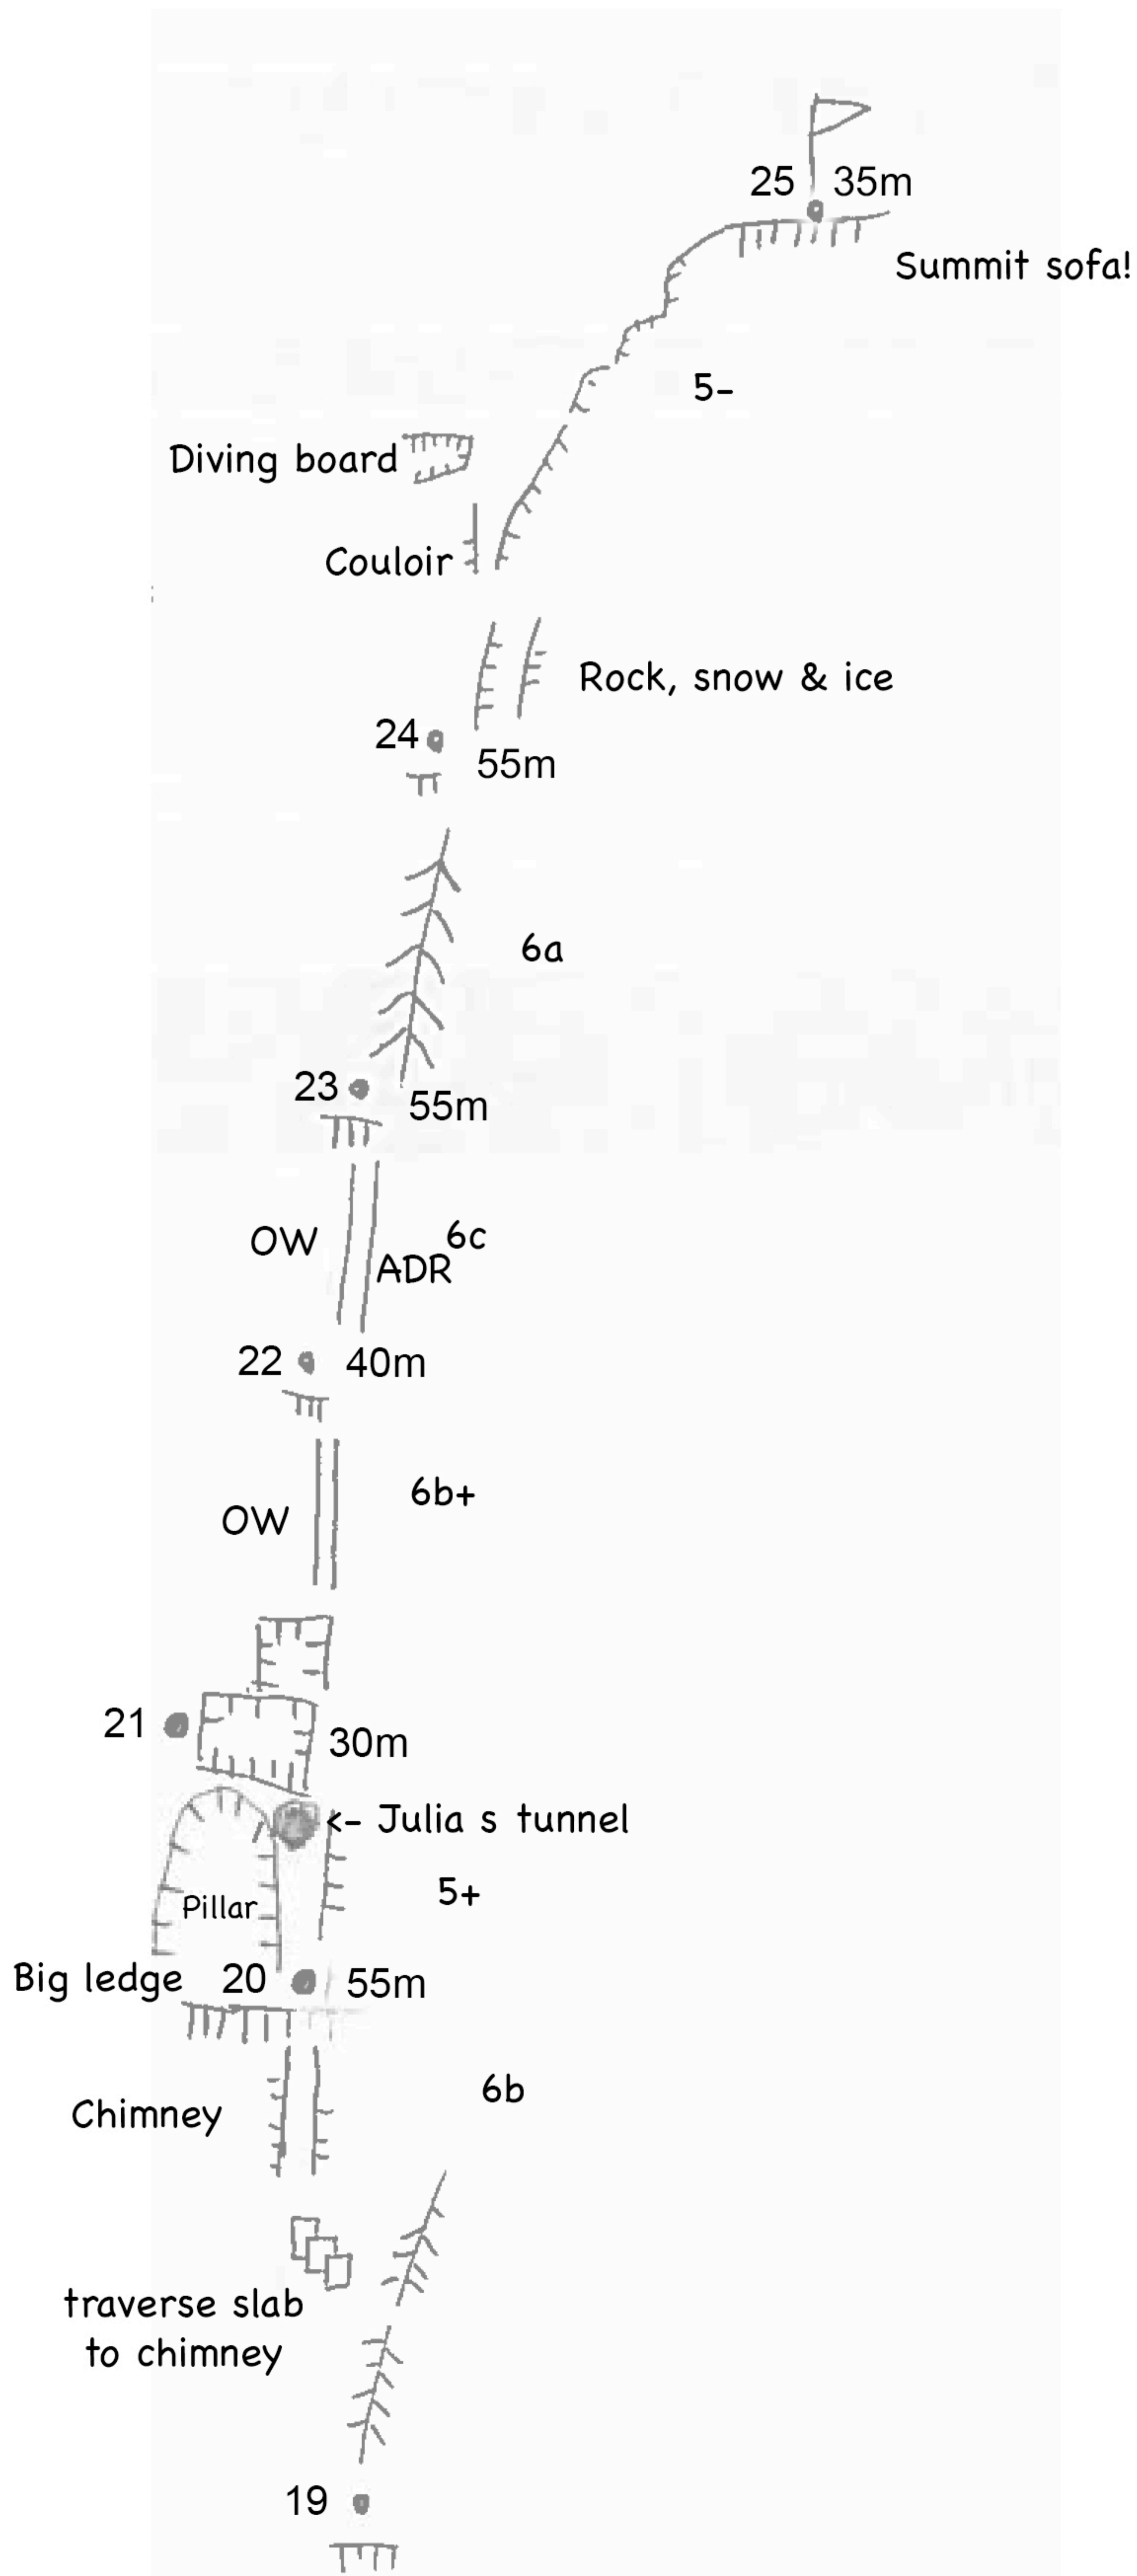 25 35m
Summit sofa!
5-
Diving board
Couloir
Rock, snow & ice
24
55m
6a
23
55m
6c
OW
ADR
22 40m
6b+
OW
21
30m
<- Julia s tunnel
5+
Pillar
Big ledge 20 55m
6b
Chimney
traverse slab
to chimney
19